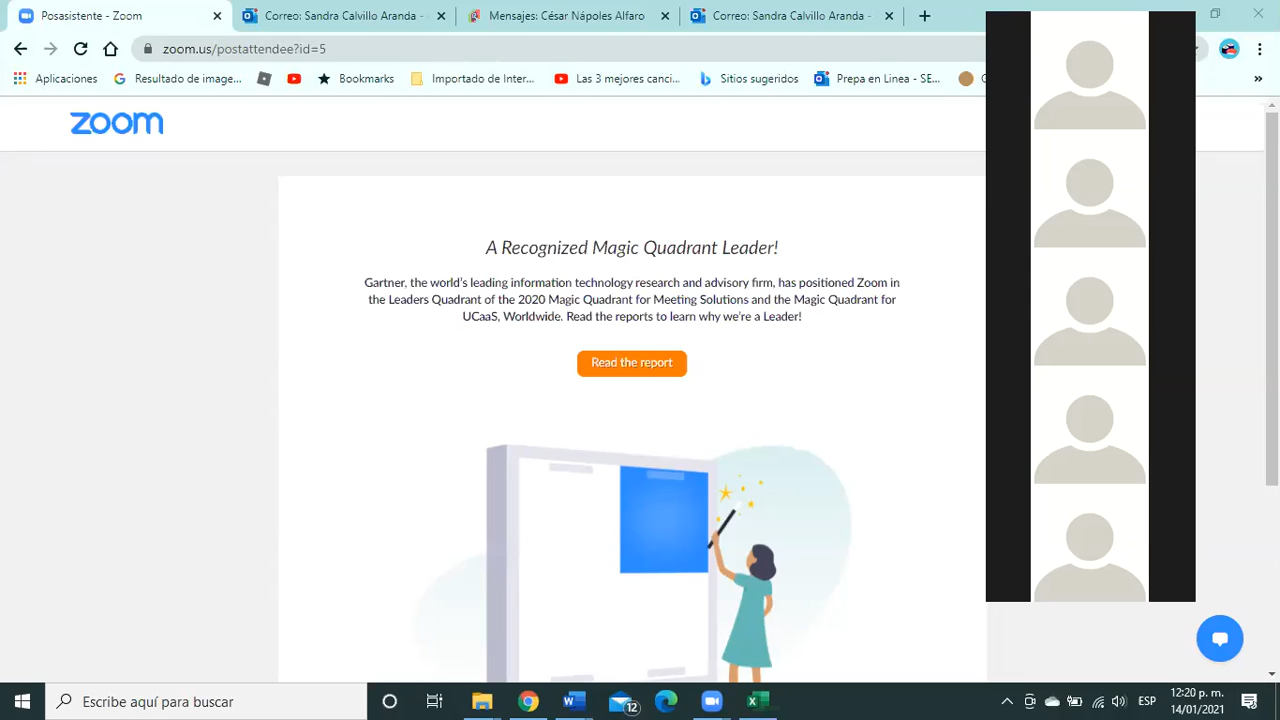 Posasistente - Zoom
Correo: Sandra Calvillo Aranda -
Mensajes: César Nápoles Alfaro
Correo: Sandra Calvillo Aranda -
zoom.us/postattendee?id=5
Aplicaciones
Resultado de image...
Bookmarks
Importado de Inter...
Las 3 mejores canci...
Sitios sugeridos
Prepa en Linea - SE...
»
zoom
A Recognized Magic Quadrant Leader!
Gartner, the world's leading information technology research and advisory firm, has positioned Zoom in
the Leaders Quadrant of the 2020 Magic Quadrant for Meeting Solutions and the Magic Quadrant for
UCaaS, Worldwide. Read the reports to learn why we're a Leader!
Read the report
Escribe aquí para buscar
12
ESP
12:20 p. m.
14/01/2021